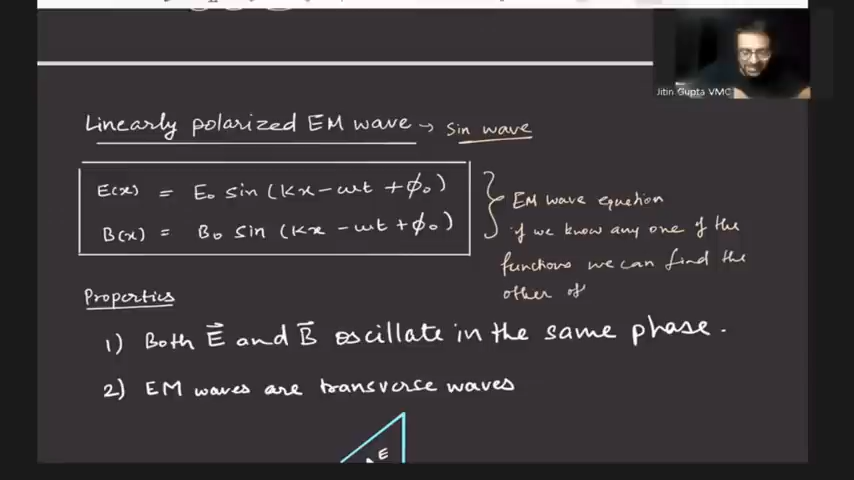 Jitin Gupta VMC
Linearly polarized EM wave → Sin wave
E(x) = E₀ sin (kx - ωt + ϕ₀)
B(x) = B₀ sin (kx - ωt + ϕ₀)
EM wave equation
if we know any one of the
functions we can find the
other of
Properties
1) Both E⃗ and B⃗ oscillate in the same phase.
2) EM waves are transverse waves
E